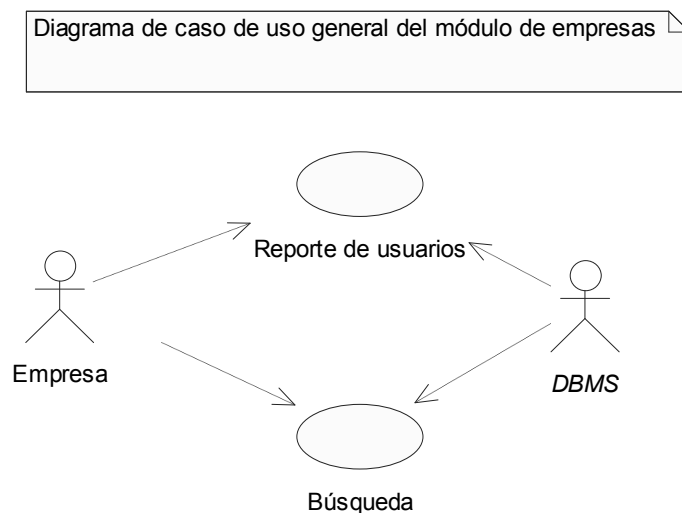 Diagrama de caso de uso general del módulo de empresas
Reporte de usuarios
Empresa
DBMS
Búsqueda